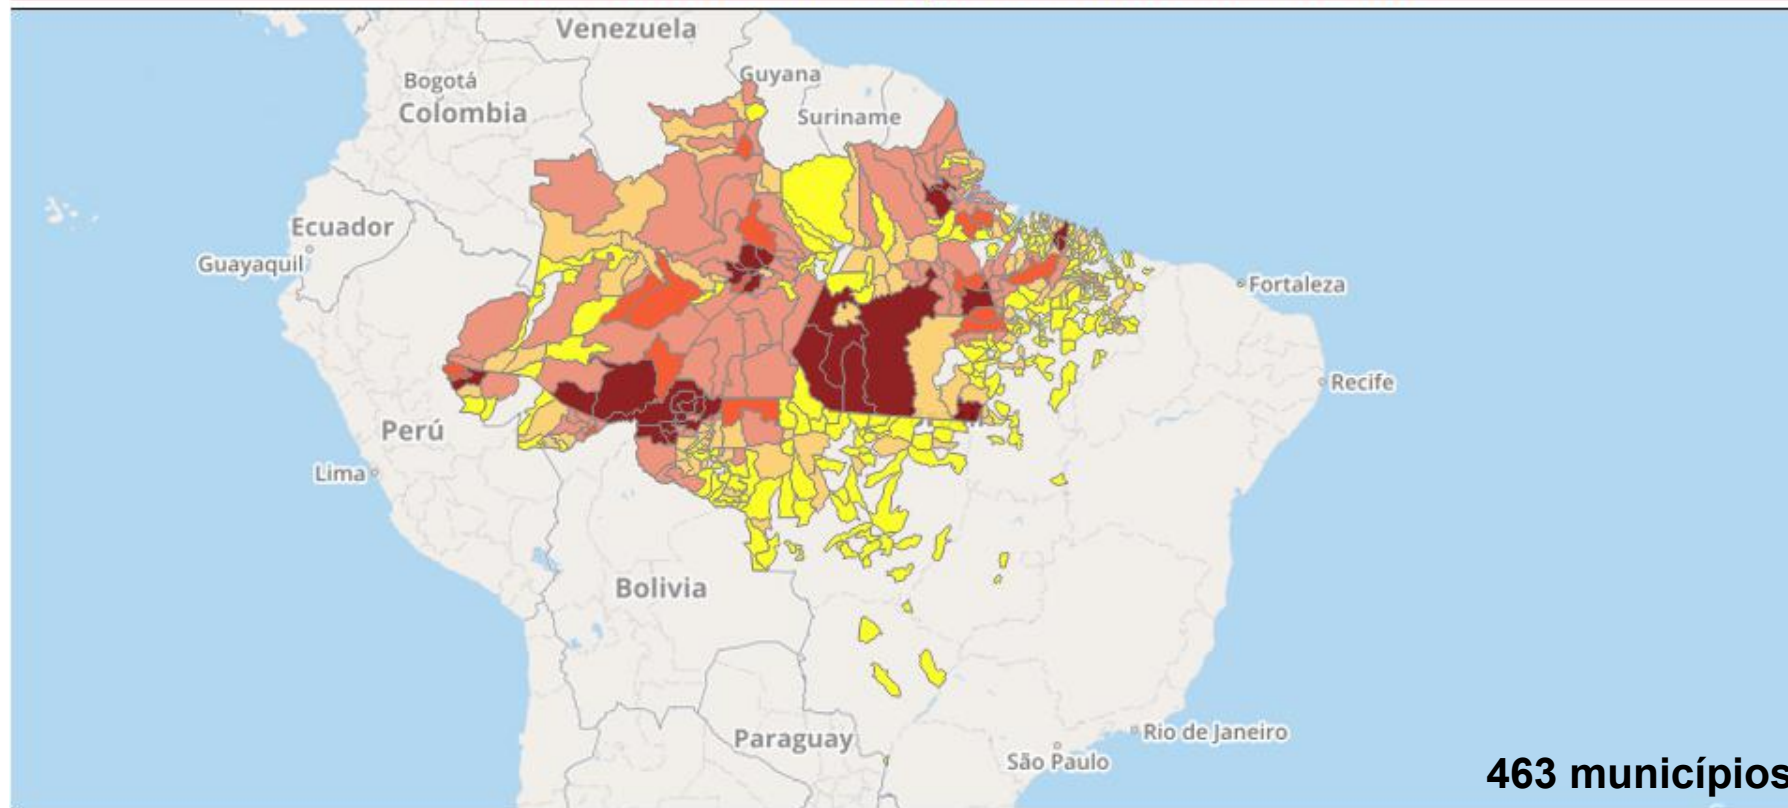 Venezuela
Guyana
Bogotá
Colombia
Suriname
Ecuador
Guayaquil
Fortaleza
Recife
Perú
Lima
Bolivia
Paraguay
Rio de Janeiro
São Paulo
463 municípios